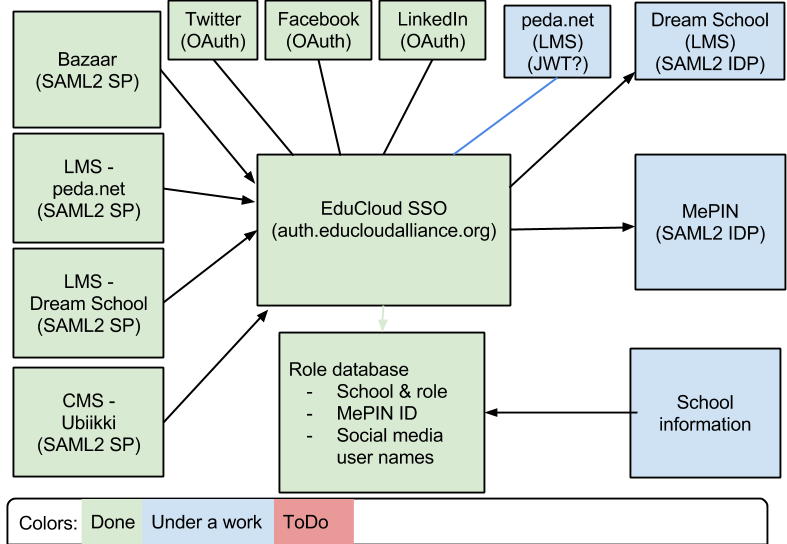 Bazaar
(SAML2 SP)
Twitter
(OAuth)
Facebook
(OAuth)
LinkedIn
(OAuth)
peda.net
(LMS)
(JWT?)
Dream School
(LMS)
(SAML2 IDP)
LMS -
peda.net
(SAML2 SP)
EduCloud SSO
(auth.educloudalliance.org)
MePIN
(SAML2 IDP)
LMS -
Dream School
(SAML2 SP)
CMS -
Ubiikki
(SAML2 SP)
Role database
- School & role
- MePIN ID
- Social media
user names
School
information
Colors: Done Under a work ToDo